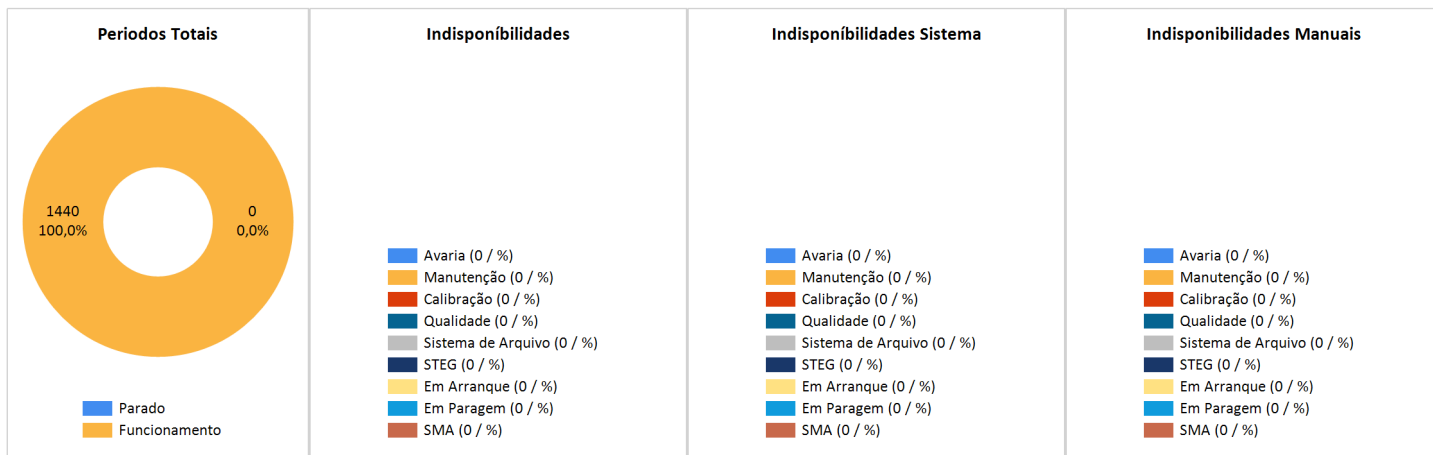 Periodos Totais
1440
100,0%
0
0,0%
Parado
Funcionamento
Indisponíbilidades
Avaria (0 / %)
Manutenção (0 / %)
Calibração (0 / %)
Qualidade (0 / %)
Sistema de Arquivo (0 / %)
STEG (0 / %)
Em Arranque (0 / %)
Em Paragem (0 / %)
SMA (0 / %)
Indisponíbilidades Sistema
Avaria (0 / %)
Manutenção (0 / %)
Calibração (0 / %)
Qualidade (0 / %)
Sistema de Arquivo (0 / %)
STEG (0 / %)
Em Arranque (0 / %)
Em Paragem (0 / %)
SMA (0 / %)
Indisponibilidades Manuais
Avaria (0 / %)
Manutenção (0 / %)
Calibração (0 / %)
Qualidade (0 / %)
Sistema de Arquivo (0 / %)
STEG (0 / %)
Em Arranque (0 / %)
Em Paragem (0 / %)
SMA (0 / %)